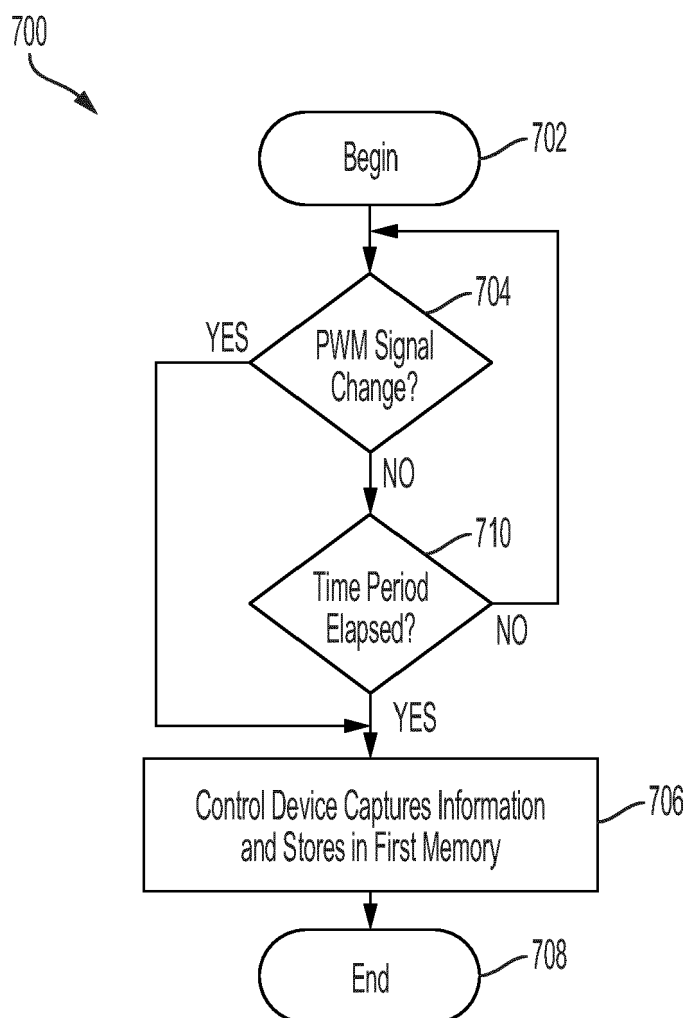 700
Begin
702
704
YES
PWM Signal
Change?
NO
710
Time Period
Elapsed?
NO
YES
Control Device Captures Information
and Stores in First Memory
706
End
708